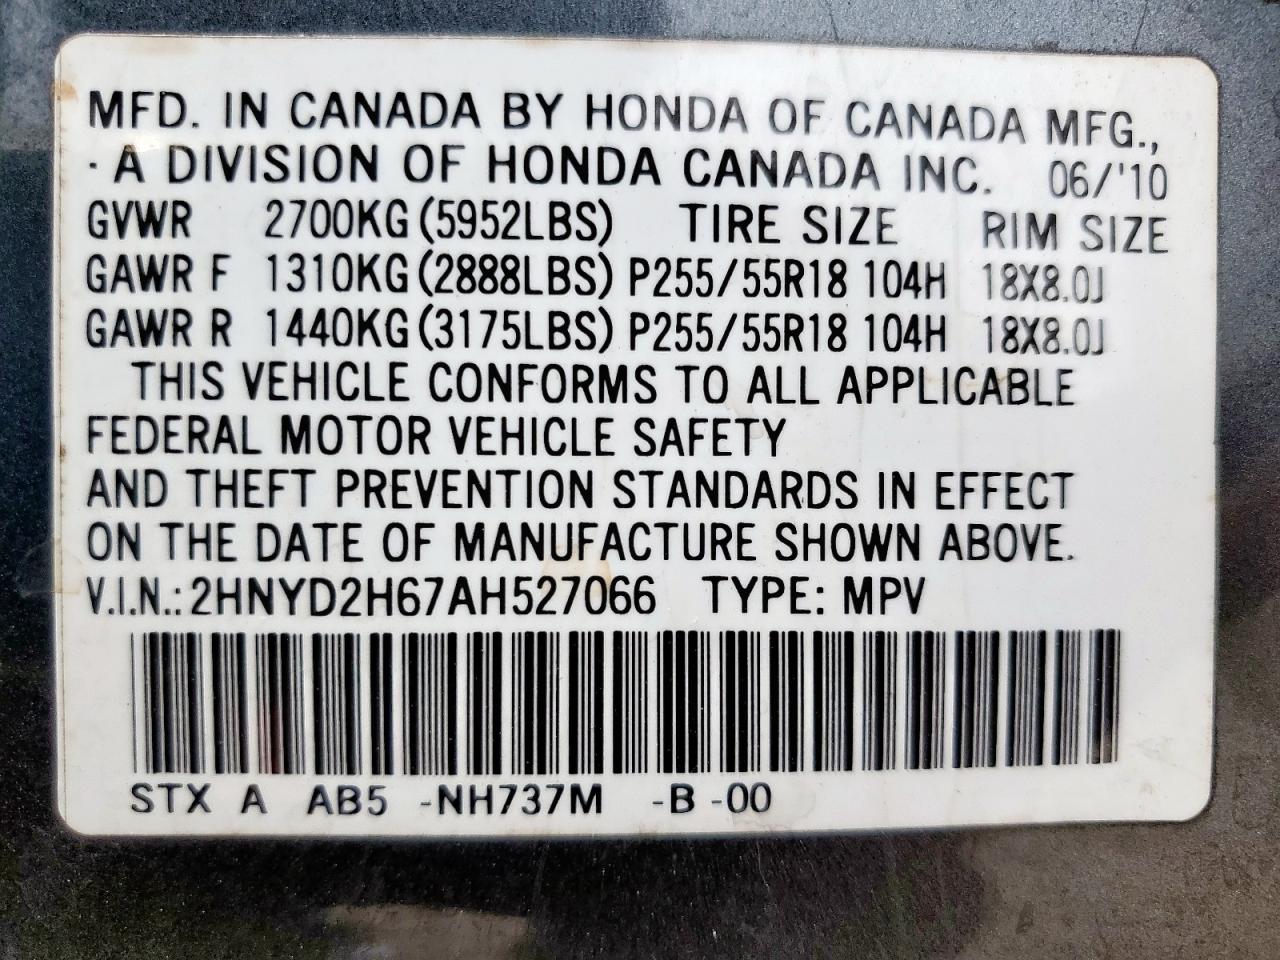 MFD. IN CANADA BY HONDA OF CANADA MFG.,
· A DIVISION OF HONDA CANADA INC. 06/'10
GVWR 2700KG (5952LBS) TIRE SIZE RIM SIZE
GAWR F 1310KG (2888LBS) P255/55R18 104H 18X8.0J
GAWR R 1440KG (3175LBS) P255/55R18 104H 18X8.0J
THIS VEHICLE CONFORMS TO ALL APPLICABLE
FEDERAL MOTOR VEHICLE SAFETY
AND THEFT PREVENTION STANDARDS IN EFFECT
ON THE DATE OF MANUFACTURE SHOWN ABOVE.
V.I.N.: 2HNYD2H67AH527066 TYPE: MPV
STX A AB5 -NH737M -B -00